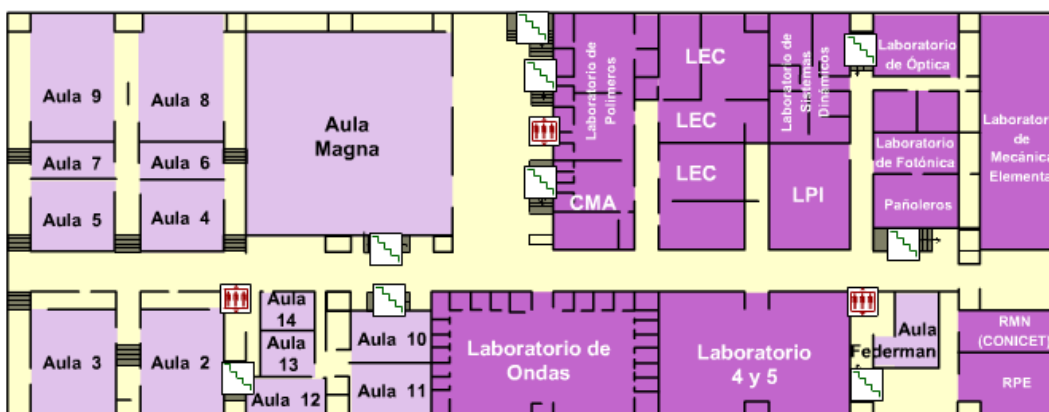 Aula 9
Aula 8
Aula 7
Aula 6
Aula 5
Aula 4
Aula
Magna
Laboratorio de
Polímeros
CMA
LEC
LEC
LEC
Laboratorio de
Sistemas
Dinámicos
LPI
Laboratorio
de Óptica
Laboratorio
de Fotónica
Pañoleros
Laboratorio
de
Mecánica
Elemental
Aula 3
Aula 2
Aula
14
Aula
13
Aula 12
Aula 10
Aula 11
Laboratorio de
Ondas
Laboratorio
4 y 5
Aula
Federman
RMN
(CONICET)
RPE